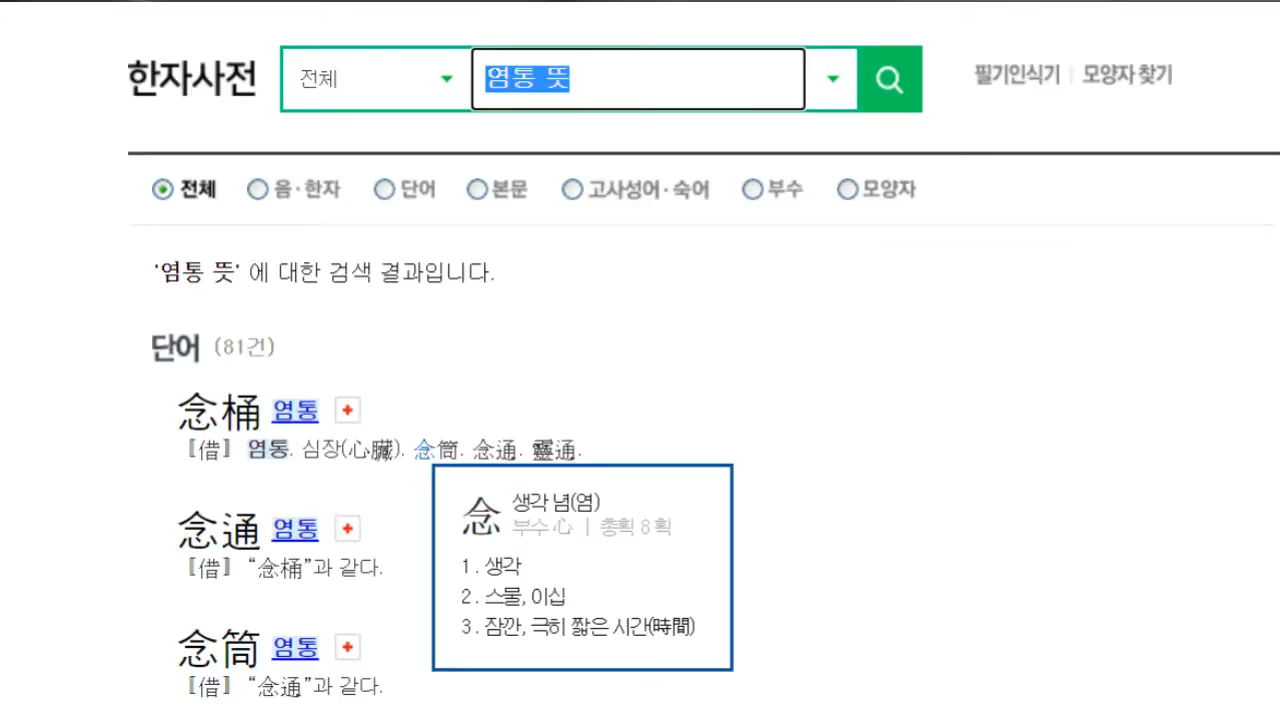 한자사전 전체 염통 뜻 필기인식기 모양자 찾기
전체 음·한자 단어 본문 고사성어·숙어 부수 모양자
'염통 뜻' 에 대한 검색 결과입니다.
단어 (81건)
念桶 염통
[借] 염통. 심장(心臟). 念筒. 念通. 靈通.
念通 염통
[借] “念桶”과 같다.
念筒 염통
[借] “念通”과 같다.
念 생각 념(염)
부수 心 | 총획 8획
1. 생각
2. 스물, 이십
3. 잠깐, 극히 짧은 시간(時間)